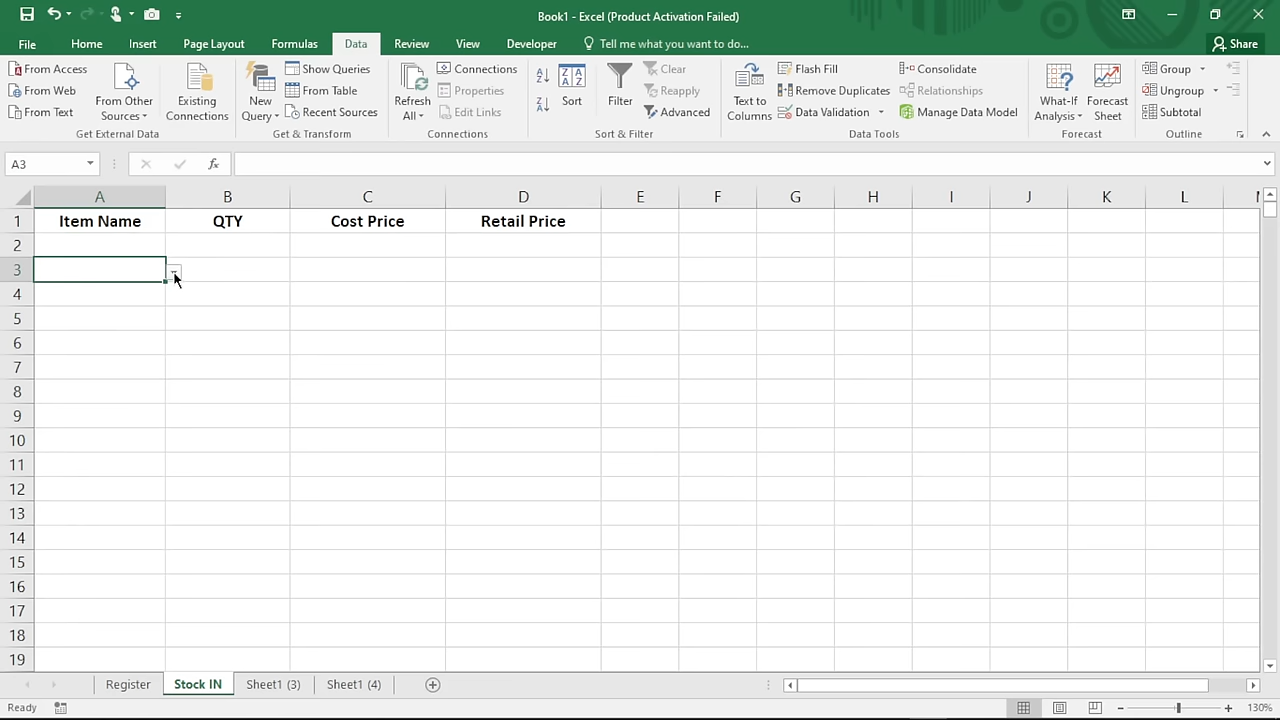 Book1 - Excel (Product Activation Failed)
File Home Insert Page Layout Formulas Data Review View Developer Tell me what you want to do... Share
From Access
From Web
From Text
From Other Sources
Existing Connections
Get External Data
New Query
Show Queries
From Table
Recent Sources
Get & Transform
Refresh All
Connections
Properties
Edit Links
Connections
Sort
Filter
Clear
Reapply
Advanced
Sort & Filter
Text to Columns
Flash Fill
Remove Duplicates
Data Validation
Consolidate
Relationships
Manage Data Model
Data Tools
What-If Analysis
Forecast Sheet
Forecast
Group
Ungroup
Subtotal
Outline
A3 fx
A B C D E F G H I J K L
1 Item Name QTY Cost Price Retail Price
2
3
4
5
6
7
8
9
10
11
12
13
14
15
16
17
18
19
Register Stock IN Sheet1 (3) Sheet1 (4)
Ready 130%